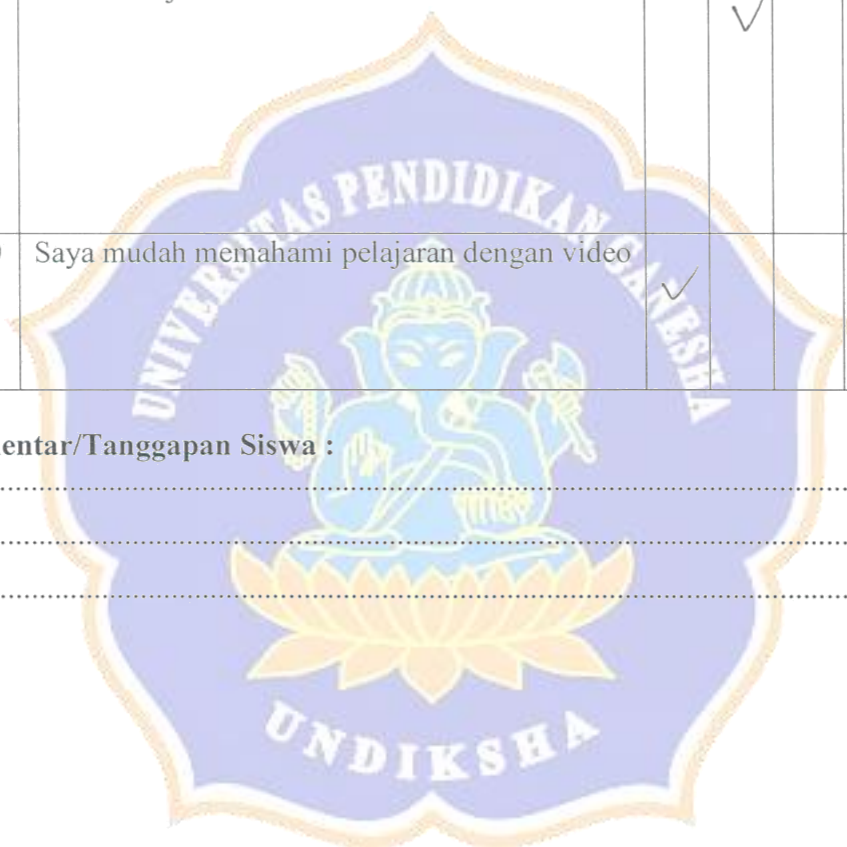 UNIVERSITAS PENDIDIKAN GANESHA
Saya mudah memahami pelajaran dengan video
entar/Tanggapan Siswa :
UNDIKSHA